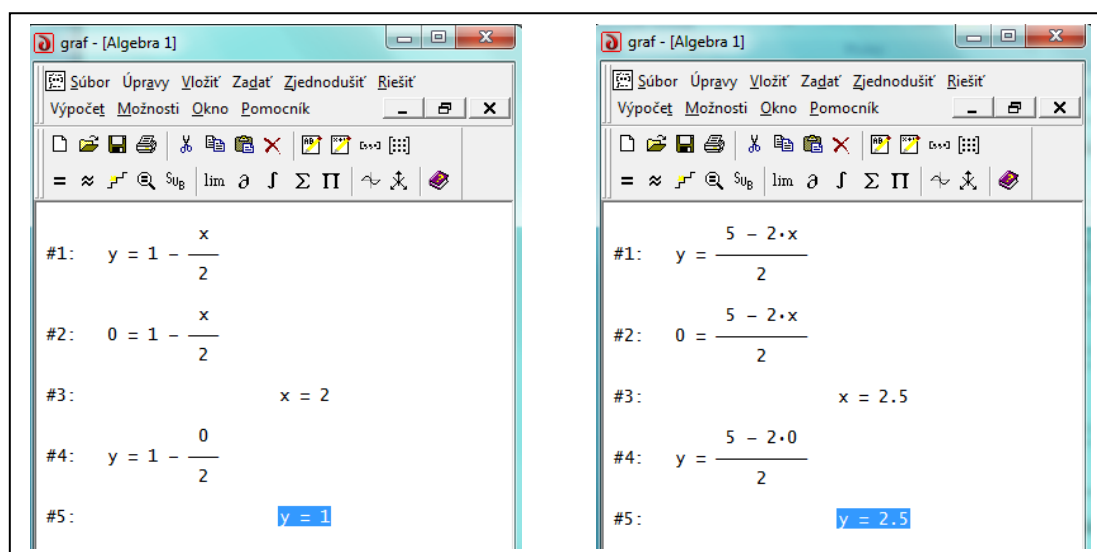 graf - [Algebra 1]
Súbor Úpravy Vložiť Zadať Zjednodušiť Riešiť
Výpočet Možnosti Okno Pomocník
= ≈ SUB lim ∂ ∫ Σ Π
#1: y = 1 - x/2
#2: 0 = 1 - x/2
#3: x = 2
#4: y = 1 - 0/2
#5: y = 1
graf - [Algebra 1]
Súbor Úpravy Vložiť Zadať Zjednodušiť Riešiť
Výpočet Možnosti Okno Pomocník
= ≈ SUB lim ∂ ∫ Σ Π
#1: y = (5 - 2·x)/2
#2: 0 = (5 - 2·x)/2
#3: x = 2.5
#4: y = (5 - 2·0)/2
#5: y = 2.5